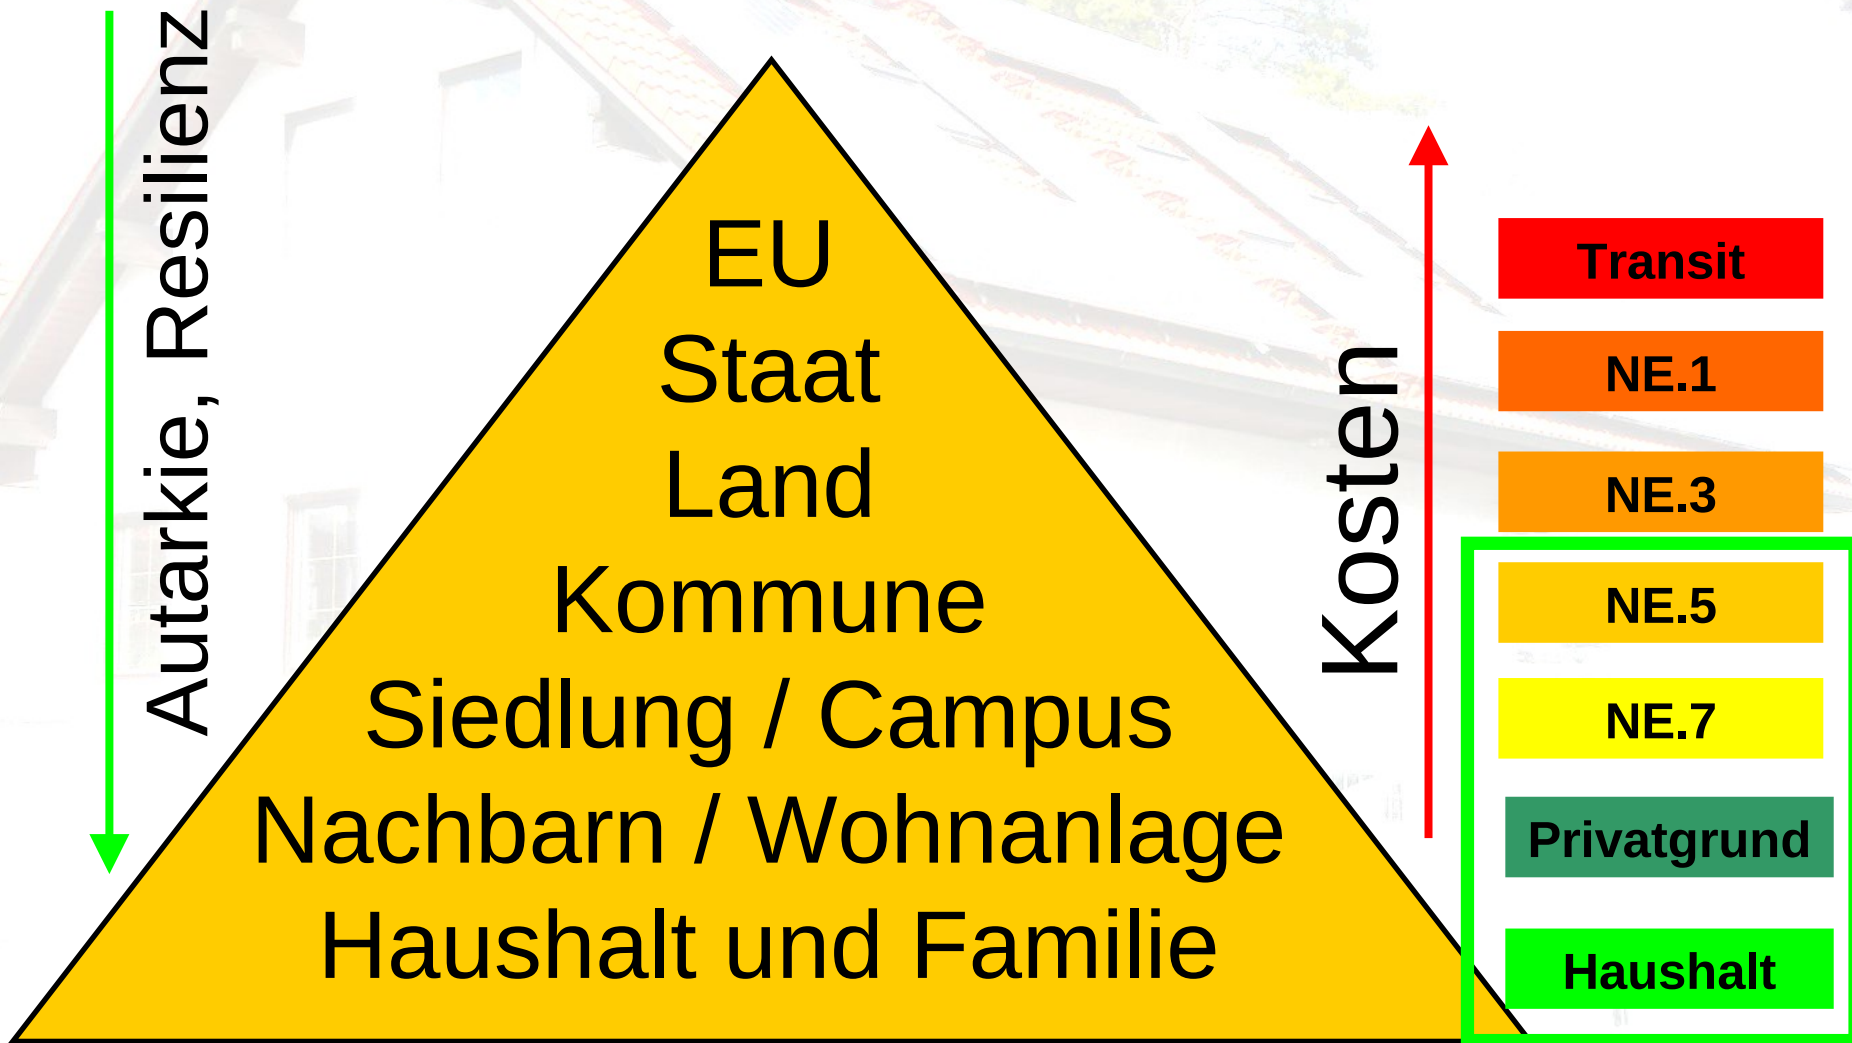 Autarkie, Resilienz
EU
Staat
Land
Kommune
Siedlung / Campus
Nachbarn / Wohnanlage
Haushalt und Familie
Kosten
Transit
NE.1
NE.3
NE.5
NE.7
Privatgrund
Haushalt